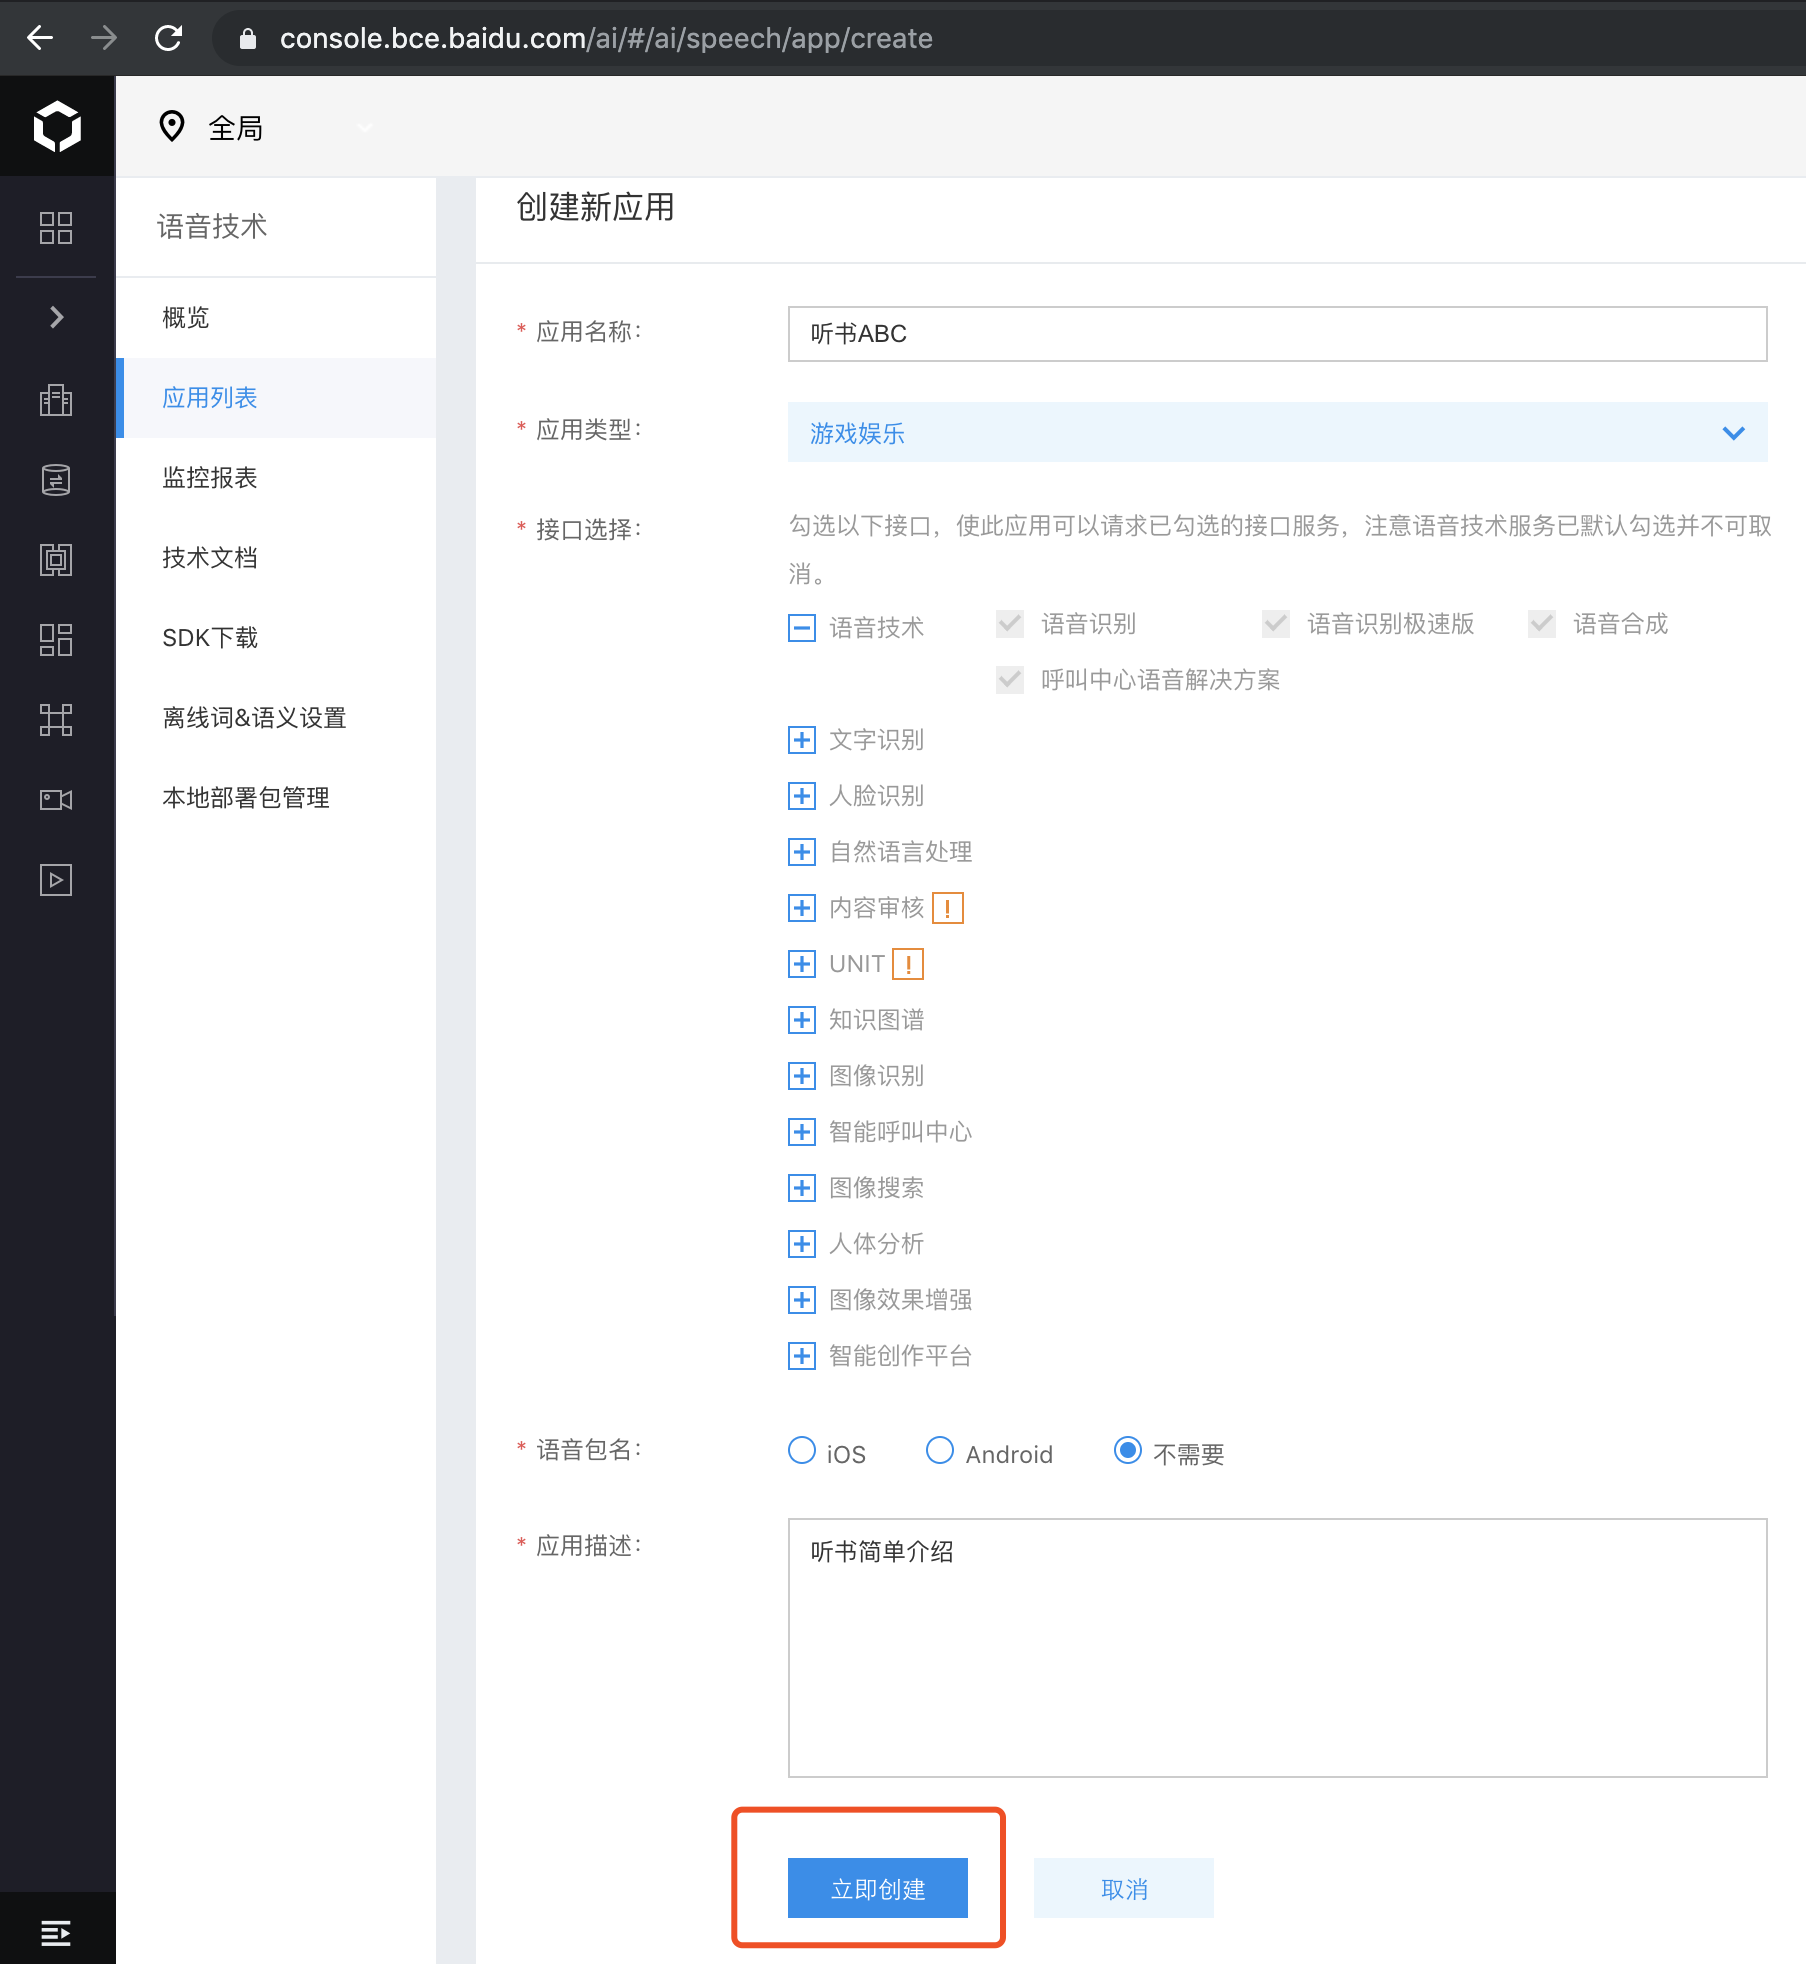 console.bce.baidu.com/ai/#/ai/speech/app/create
全局
语音技术
概览
应用列表
监控报表
技术文档
SDK下载
离线词&语义设置
本地部署包管理
创建新应用
* 应用名称：
听书ABC
* 应用类型：
游戏娱乐
* 接口选择：
勾选以下接口，使此应用可以请求已勾选的接口服务，注意语音技术服务已默认勾选并不可取
消。
语音技术 语音识别 语音识别极速版 语音合成
呼叫中心语音解决方案
文字识别
人脸识别
自然语言处理
内容审核 !
UNIT !
知识图谱
图像识别
智能呼叫中心
图像搜索
人体分析
图像效果增强
智能创作平台
* 语音包名：
iOS Android 不需要
* 应用描述：
听书简单介绍
立即创建 取消